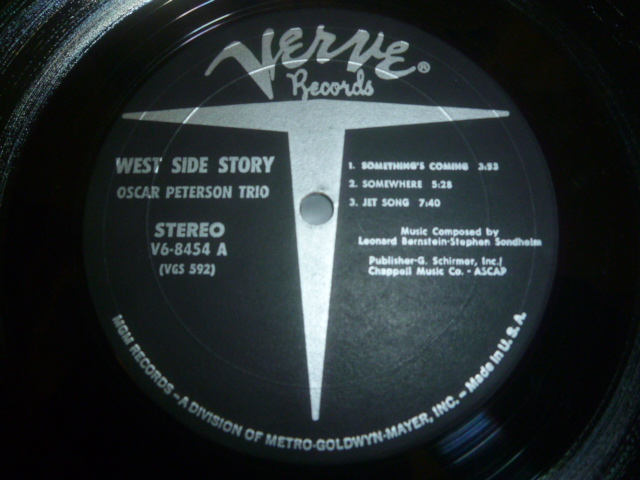 VERVE®
Records
WEST SIDE STORY
OSCAR PETERSON TRIO
STEREO
V6-8454 A
(VGS 592)
1. SOMETHING'S COMING 3:53
2. SOMEWHERE 5:28
3. JET SONG 7:40
Music Composed by
Leonard Bernstein-Stephen Sondheim
Publisher-G. Schirmer, Inc./
Chappell Music Co. - ASCAP
MGM RECORDS - A DIVISION OF METRO-GOLDWYN-MAYER, INC. - Made in U. S. A.